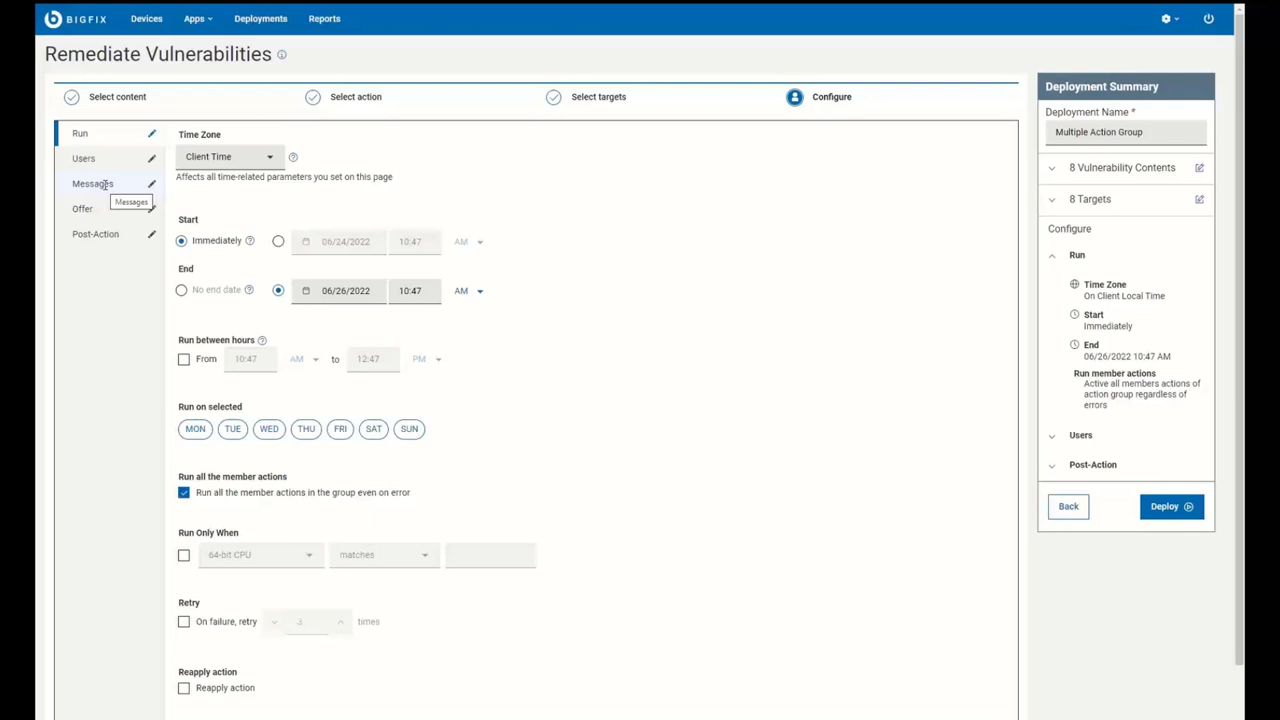 BIGFIX Devices Apps Deployments Reports
Remediate Vulnerabilities
Select content Select action Select targets Configure
Run
Users
Messages
Messages
Offer
Post-Action
Time Zone
Client Time
Affects all time-related parameters you set on this page
Start
Immediately 06/24/2022 10:47 AM
End
No end date 06/26/2022 10:47 AM
Run between hours
From 10:47 AM to 12:47 PM
Run on selected
MON TUE WED THU FRI SAT SUN
Run all the member actions
Run all the member actions in the group even on error
Run Only When
64-bit CPU matches
Retry
On failure, retry 3 times
Reapply action
Reapply action
Deployment Summary
Deployment Name *
Multiple Action Group
8 Vulnerability Contents
8 Targets
Configure
Run
Time Zone
On Client Local Time
Start
Immediately
End
06/26/2022 10:47 AM
Run member actions
Active all members actions of
action group regardless of
errors
Users
Post-Action
Back Deploy